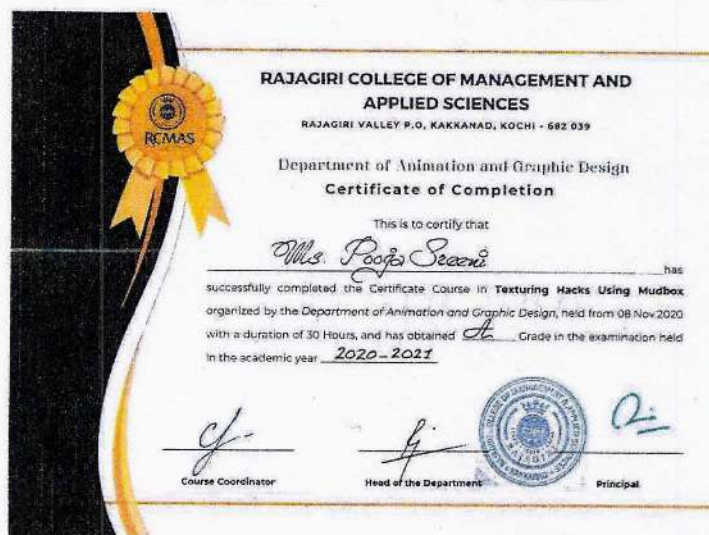 RCMAS
RAJAGIRI COLLEGE OF MANAGEMENT AND
APPLIED SCIENCES
RAJAGIRI VALLEY P.O, KAKKANAD, KOCHI - 682 039
Department of Animation and Graphic Design
Certificate of Completion
This is to certify that
Ms. Pooja Sreeni
has
successfully completed the Certificate Course in Texturing Hacks Using Mudbox
organized by the Department of Animation and Graphic Design, held from 08 Nov 2020
with a duration of 30 Hours, and has obtained A Grade in the examination held
in the academic year 2020-2021
Course Coordinator
Head of the Department
Principal